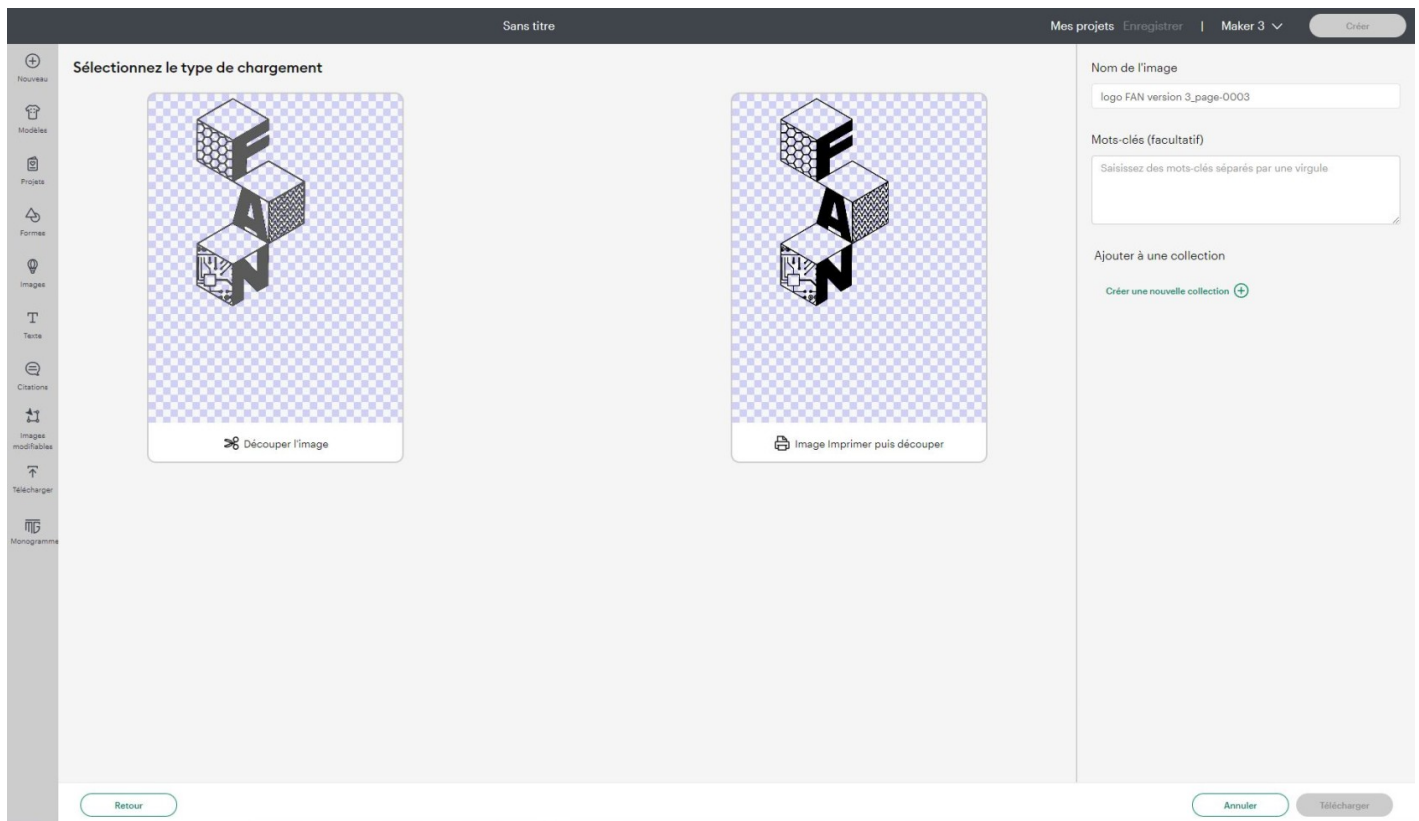 Sans titre
Mes projets Enregistrer | Maker 3 Créer
Nouveau
Modèles
Projets
Formes
Images
Texte
Citations
Images
modifiables
Télécharger
Monogramme
Sélectionnez le type de chargement
F
A
N
Découper l'image
F
A
N
Image Imprimer puis découper
Nom de l'image
logo FAN version 3_page-0003
Mots-clés (facultatif)
Saisissez des mots-clés séparés par une virgule
Ajouter à une collection
Créer une nouvelle collection
Retour
Annuler
Télécharger